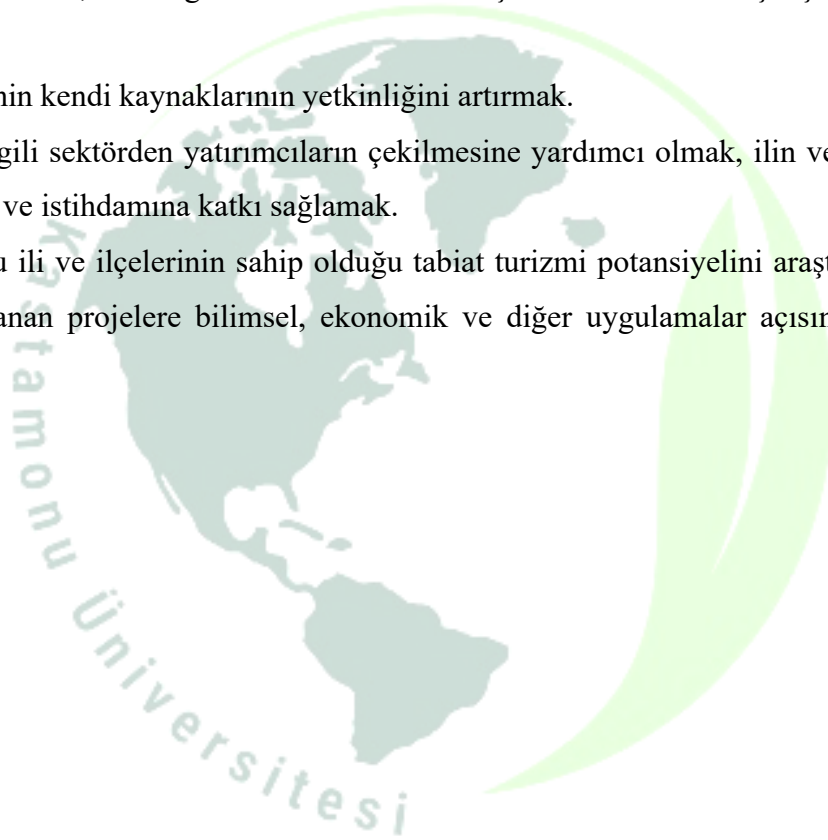 nin kendi kaynaklarının yetkinliğini artırmak.
gili sektörden yatırımcıların çekilmesine yardımcı olmak, ilin ve
ve istihdamına katkı sağlamak.
u ili ve ilçelerinin sahip olduğu tabiat turizmi potansiyelini araşt
anan projelere bilimsel, ekonomik ve diğer uygulamalar açısın
Kastamonu Üniversitesi